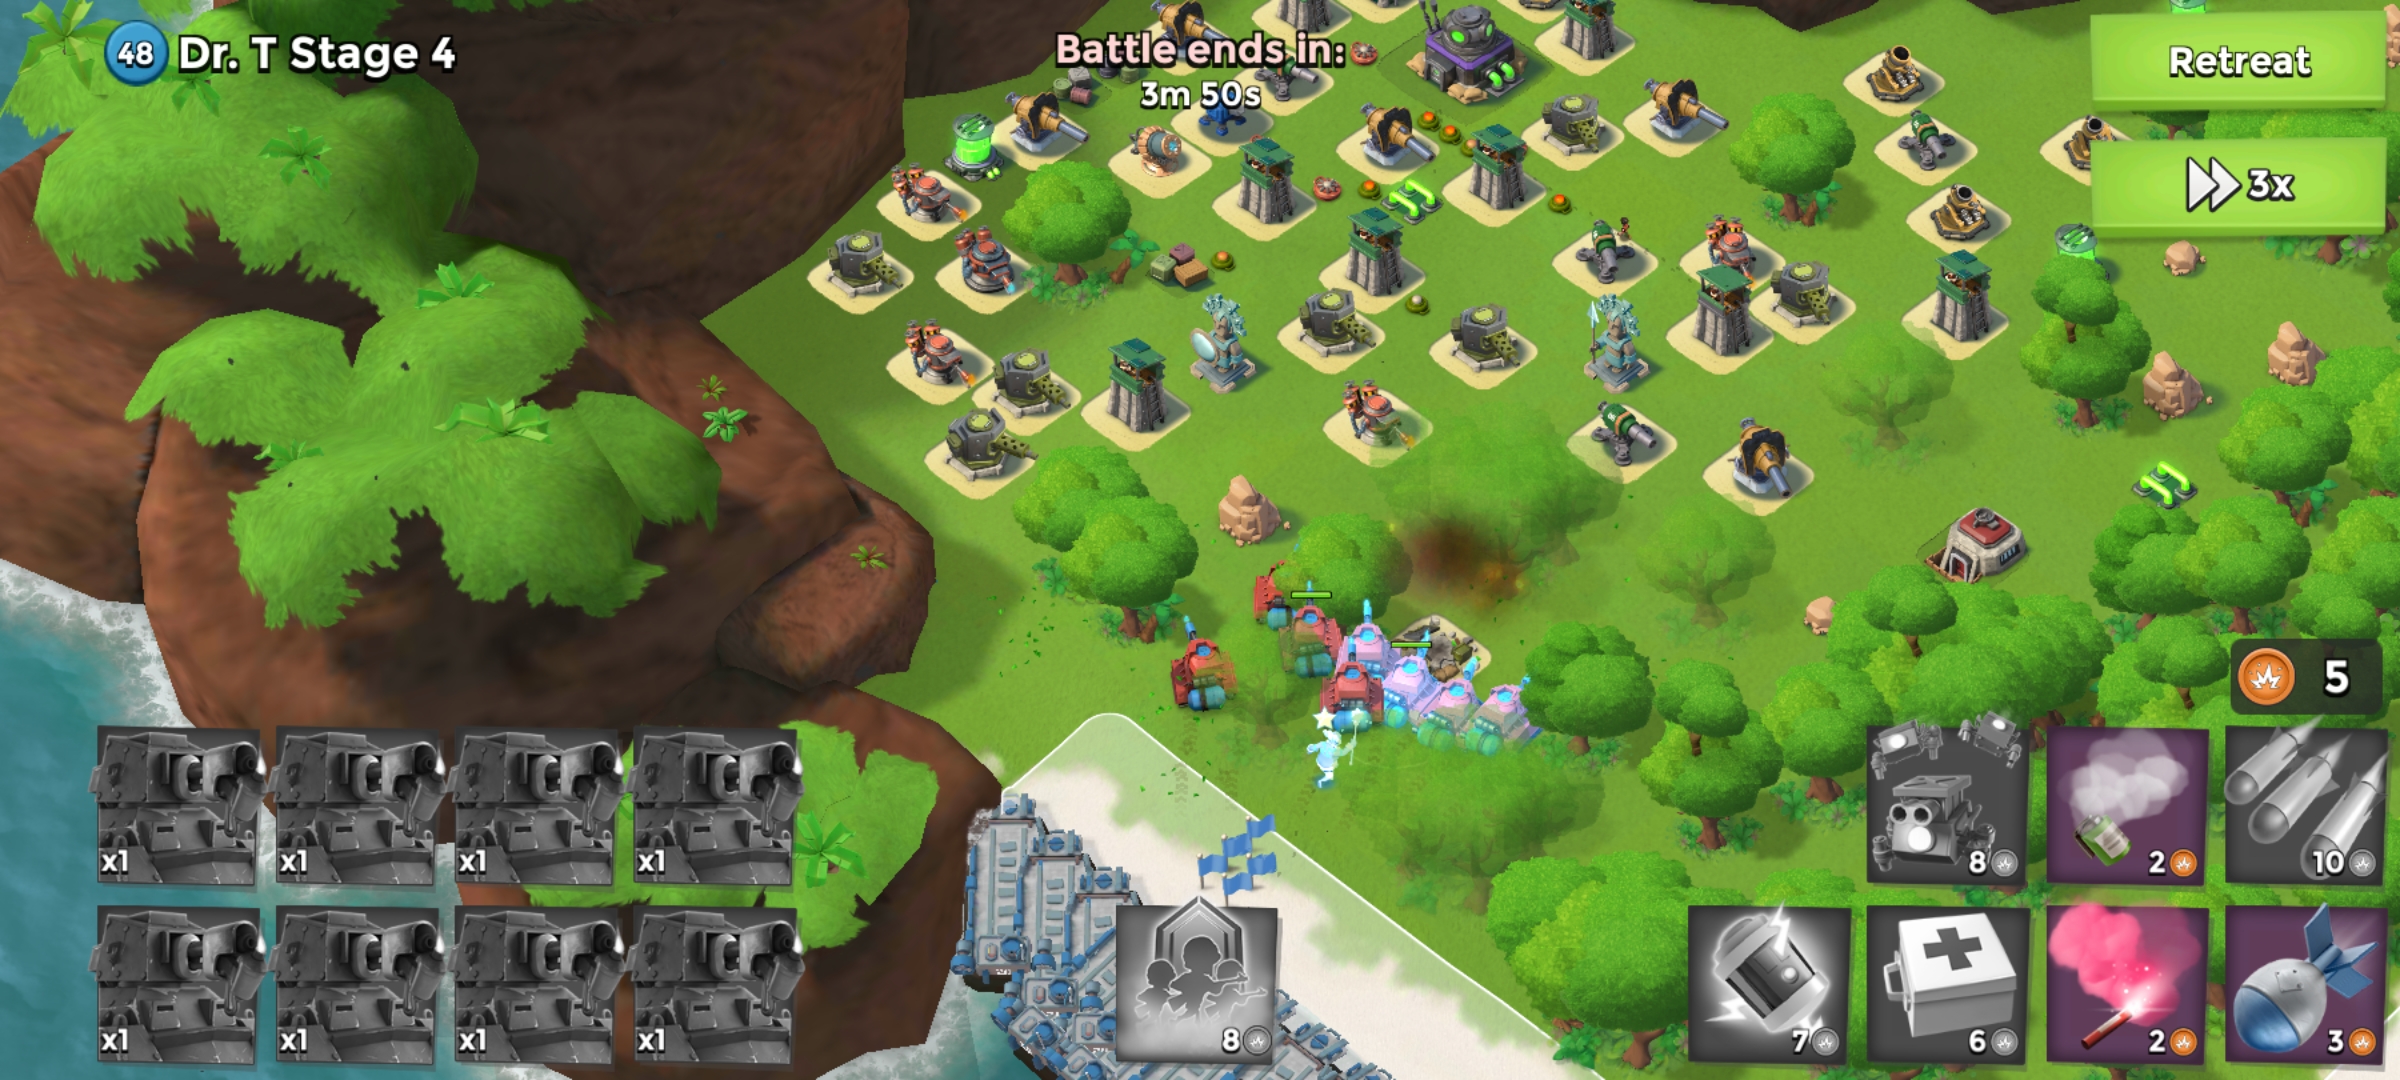 48 Dr. T Stage 4
Battle ends in:
3m 50s
Retreat
3x
5
x1 x1 x1 x1
8 2 10
x1 x1 x1 x1
8 7 6 2 3